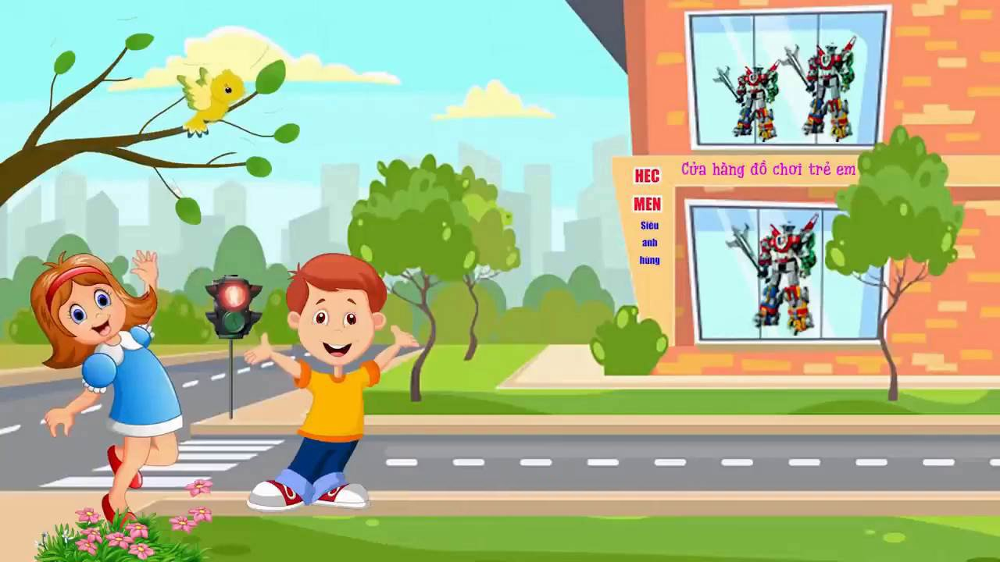 HEC
MEN
Siêu
anh
hùng
Cửa hàng đồ chơi trẻ em